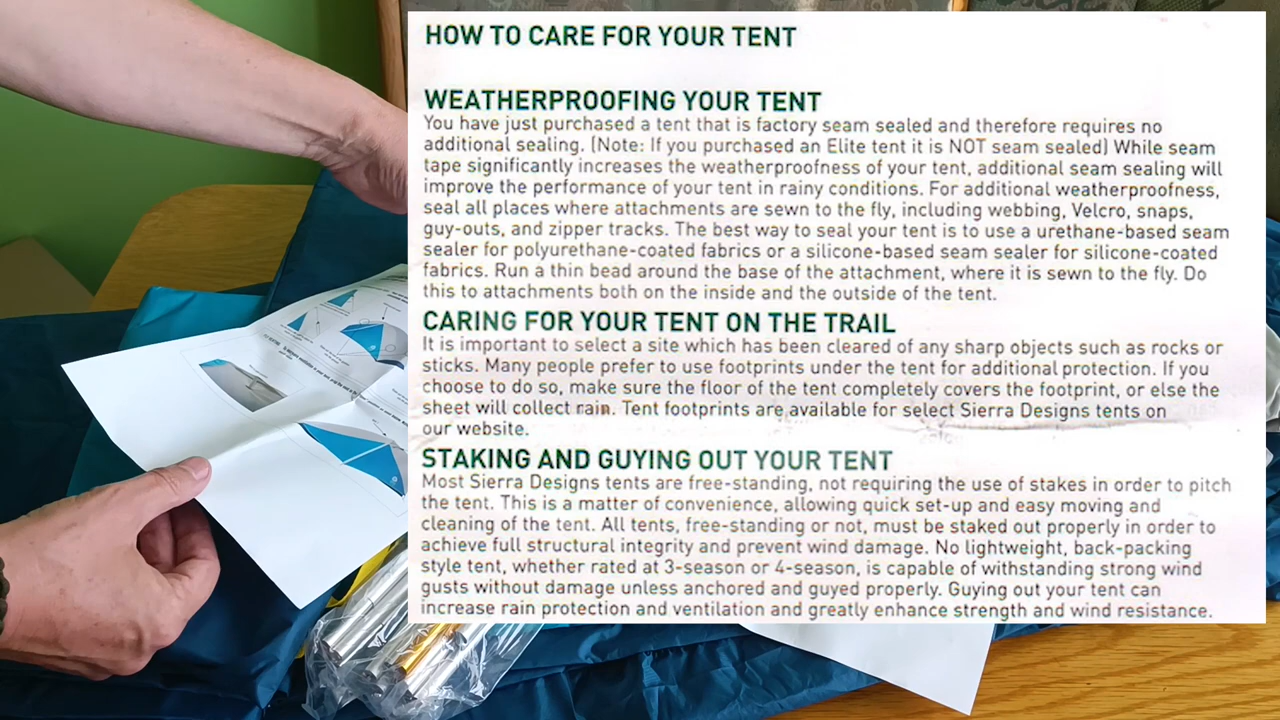 HOW TO CARE FOR YOUR TENT
WEATHERPROOFING YOUR TENT
You have just purchased a tent that is factory seam sealed and therefore requires no
additional sealing. (Note: If you purchased an Elite tent it is NOT seam sealed) While seam
tape significantly increases the weatherproofness of your tent, additional seam sealing will
improve the performance of your tent in rainy conditions. For additional weatherproofness,
seal all places where attachments are sewn to the fly, including webbing, Velcro, snaps,
guy-outs, and zipper tracks. The best way to seal your tent is to use a urethane-based seam
sealer for polyurethane-coated fabrics or a silicone-based seam sealer for silicone-coated
fabrics. Run a thin bead around the base of the attachment, where it is sewn to the fly. Do
this to attachments both on the inside and the outside of the tent.
CARING FOR YOUR TENT ON THE TRAIL
It is important to select a site which has been cleared of any sharp objects such as rocks or
sticks. Many people prefer to use footprints under the tent for additional protection. If you
choose to do so, make sure the floor of the tent completely covers the footprint, or else the
sheet will collect rain. Tent footprints are available for select Sierra Designs tents on
our website.
STAKING AND GUYING OUT YOUR TENT
Most Sierra Designs tents are free-standing, not requiring the use of stakes in order to pitch
the tent. This is a matter of convenience, allowing quick set-up and easy moving and
cleaning of the tent. All tents, free-standing or not, must be staked out properly in order to
achieve full structural integrity and prevent wind damage. No lightweight, back-packing
style tent, whether rated at 3-season or 4-season, is capable of withstanding strong wind
gusts without damage unless anchored and guyed properly. Guying out your tent can
increase rain protection and ventilation and greatly enhance strength and wind resistance.